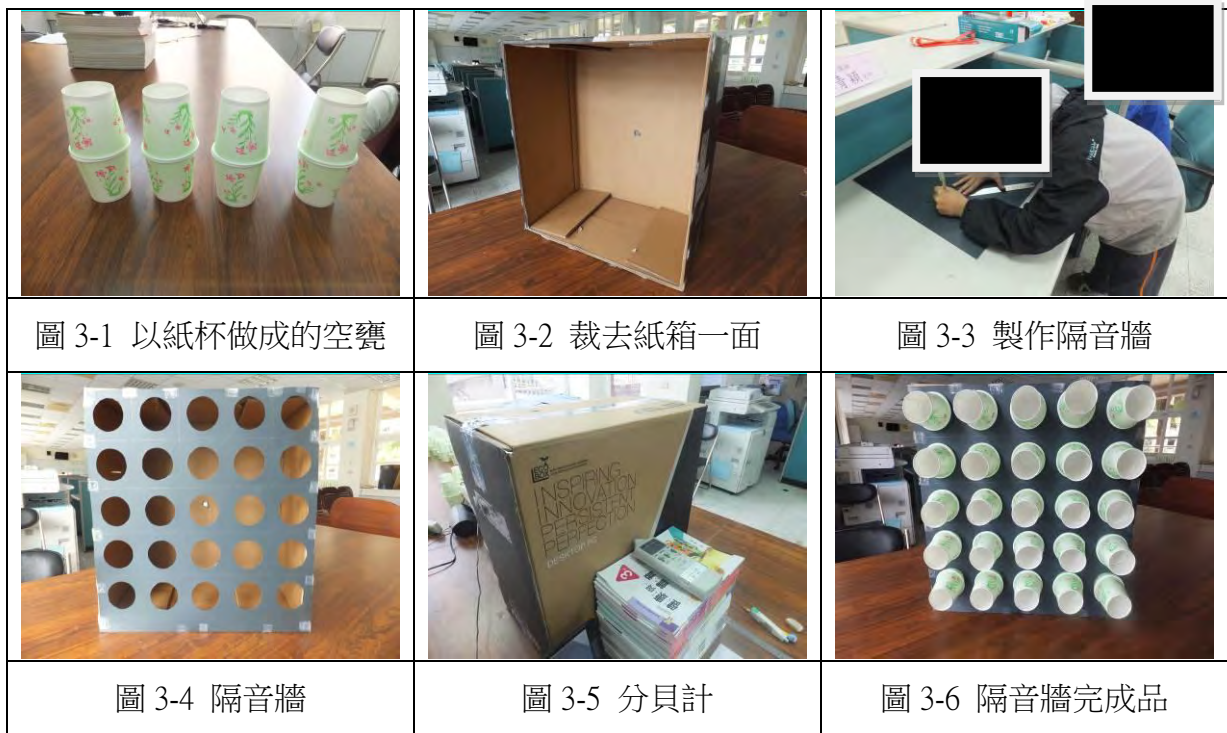 圖 3-1 以紙杯做成的空甕
圖 3-2 裁去紙箱一面
圖 3-3 製作隔音牆
INSPIRING
INNOVATION
PERSISTENT
PERFECTION
DESKTOP PC
圖 3-4 隔音牆
圖 3-5 分貝計
圖 3-6 隔音牆完成品